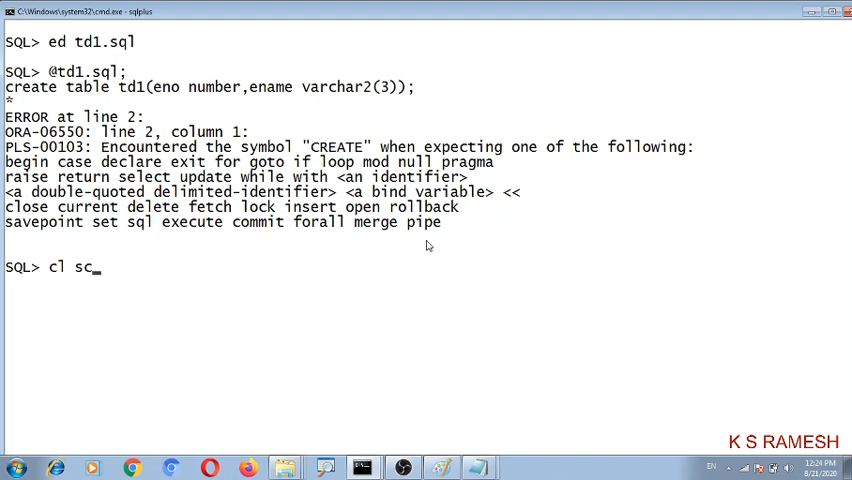 C:\Windows\system32\cmd.exe - sqlplus
SQL> ed td1.sql
SQL> @td1.sql;
create table td1(eno number,ename varchar2(3));
*
ERROR at line 2:
ORA-06550: line 2, column 1:
PLS-00103: Encountered the symbol "CREATE" when expecting one of the following:
begin case declare exit for goto if loop mod null pragma
raise return select update while with <an identifier>
<a double-quoted delimited-identifier> <a bind variable> <<
close current delete fetch lock insert open rollback
savepoint set sql execute commit forall merge pipe
SQL> cl sc_
K S RAMESH
EN
12:24 PM
8/21/2020